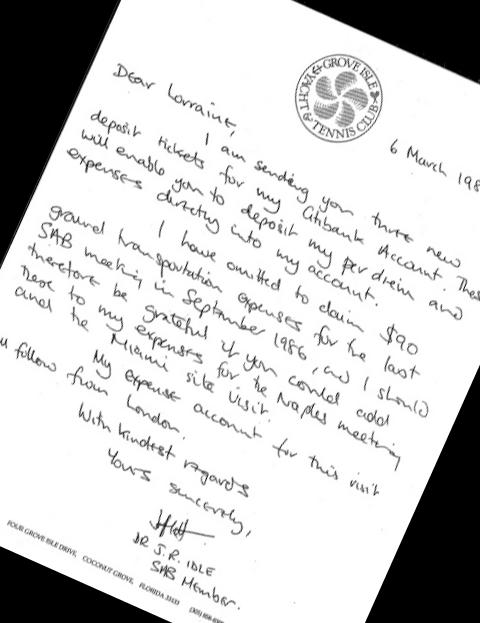 GROVE ISLE YACHT & TENNIS CLUB
6 March 198
Dear Lorraine,
I am sending you three new
deposit tickets for my Citibank Account. These
will enable you to deposit my per diem and
expenses directly into my account.
I have omitted to claim $90
ground transportation expenses for the last
SAB meeting in September 1986, and I should
therefore be grateful if you could add
these to my expenses for the Naples meeting
and the Miami site visit.
My expense account for this visit
follow from London.
With kindest regards
Yours sincerely,
DR J.R. IDLE
SAB Member.
FOUR GROVE ISLE DRIVE, COCONUT GROVE, FLORIDA 33133